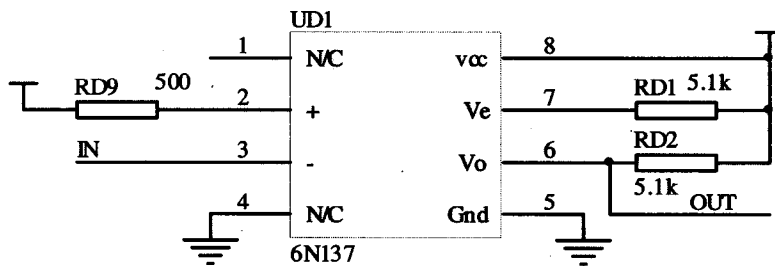 UD1
1 N/C vcc 8
RD9 500 2 + Ve 7 RD1 5.1k
IN 3 - Vo 6 RD2
5.1k
4 N/C Gnd 5 OUT
6N137